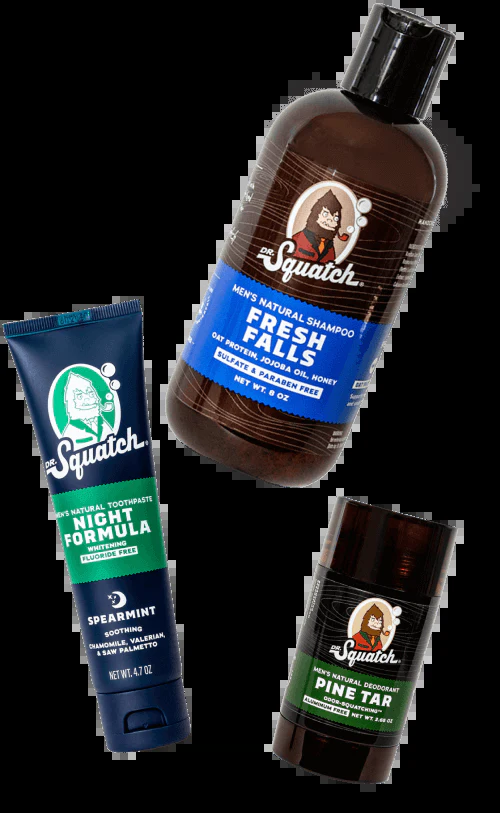 DR.
Squatch®
MEN'S NATURAL SHAMPOO
FRESH
FALLS
OAT PROTEIN, JOJOBA OIL, HONEY
SULFATE & PARABEN FREE
NET WT. 8 OZ
DR.
Squatch®
MEN'S NATURAL TOOTHPASTE
NIGHT
FORMULA
WHITENING
FLUORIDE FREE
SPEARMINT
SOOTHING
CHAMOMILE, VALERIAN,
& SAW PALMETTO
NET WT. 4.7 OZ
DR.
Squatch®
MEN'S NATURAL DEODORANT
PINE TAR
ODOR-SQUATCHING™
ALUMINUM FREE NET WT. 2.65 OZ